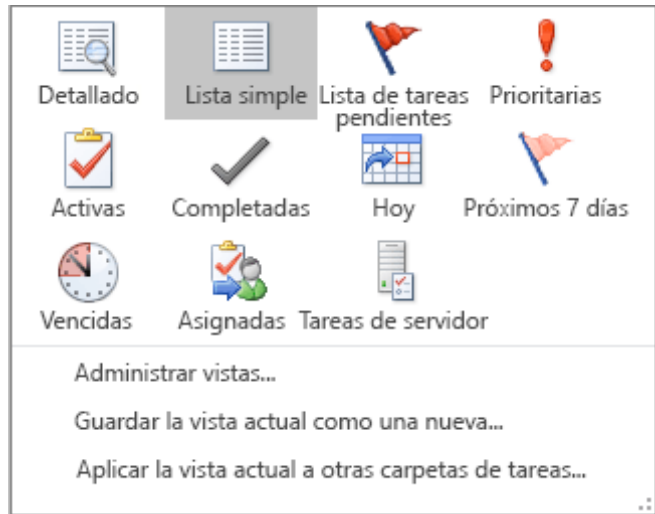 Detallado
Lista simple
Lista de tareas
pendientes
Prioritarias
Activas
Completadas
Hoy
Próximos 7 días
Vencidas
Asignadas
Tareas de servidor
Administrar vistas...
Guardar la vista actual como una nueva...
Aplicar la vista actual a otras carpetas de tareas...